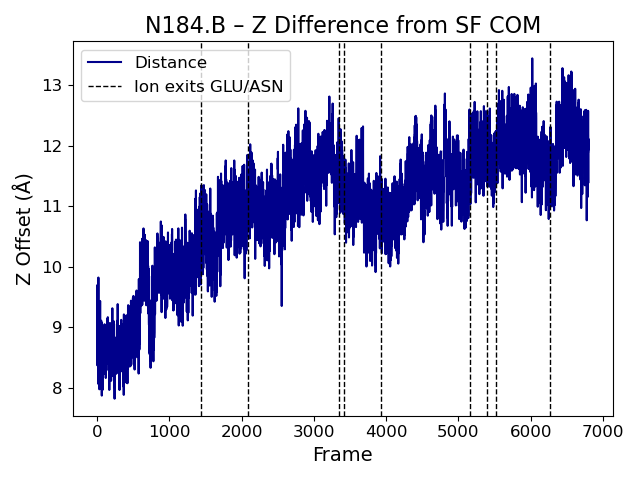 N184.B – Z Difference from SF COM
Distance
Ion exits GLU/ASN
Z Offset (Å)
13
12
11
10
9
8
0 1000 2000 3000 4000 5000 6000 7000
Frame